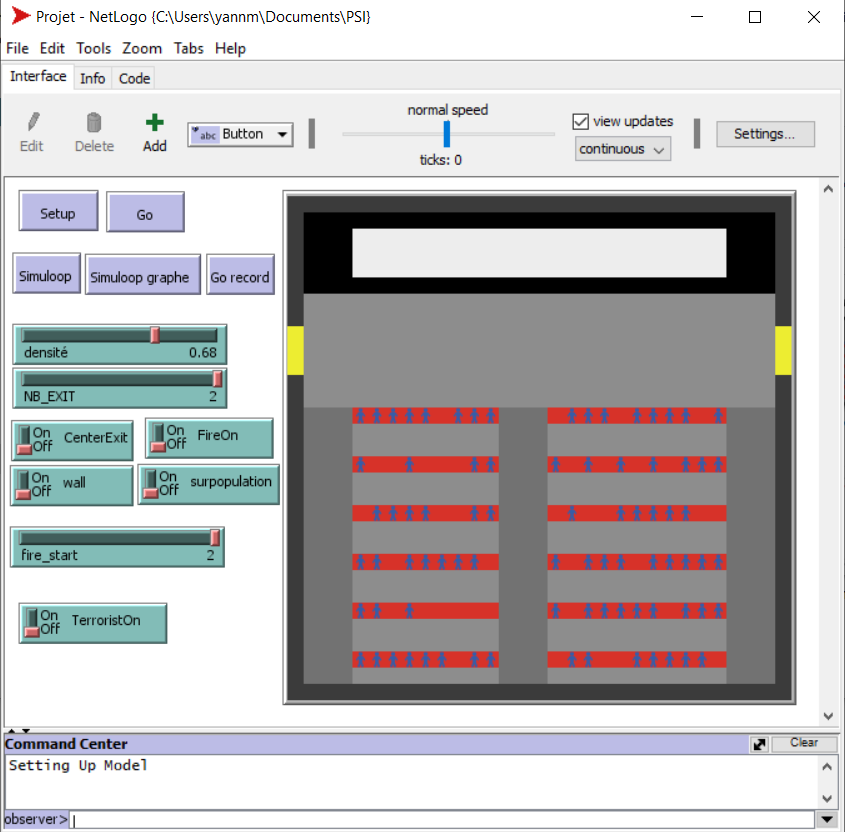 Projet - NetLogo {C:\Users\yannm\Documents\PSI}
File Edit Tools Zoom Tabs Help
Interface Info Code
normal speed
Edit Delete Add abc Button view updates
continuous Settings...
ticks: 0
Setup Go
Simuloop Simuloop graphe Go record
densité 0.68
NB_EXIT 2
On Off CenterExit On Off FireOn
On Off wall On Off surpopulation
fire_start 2
On Off TerroristOn
Command Center Clear
Setting Up Model
observer>